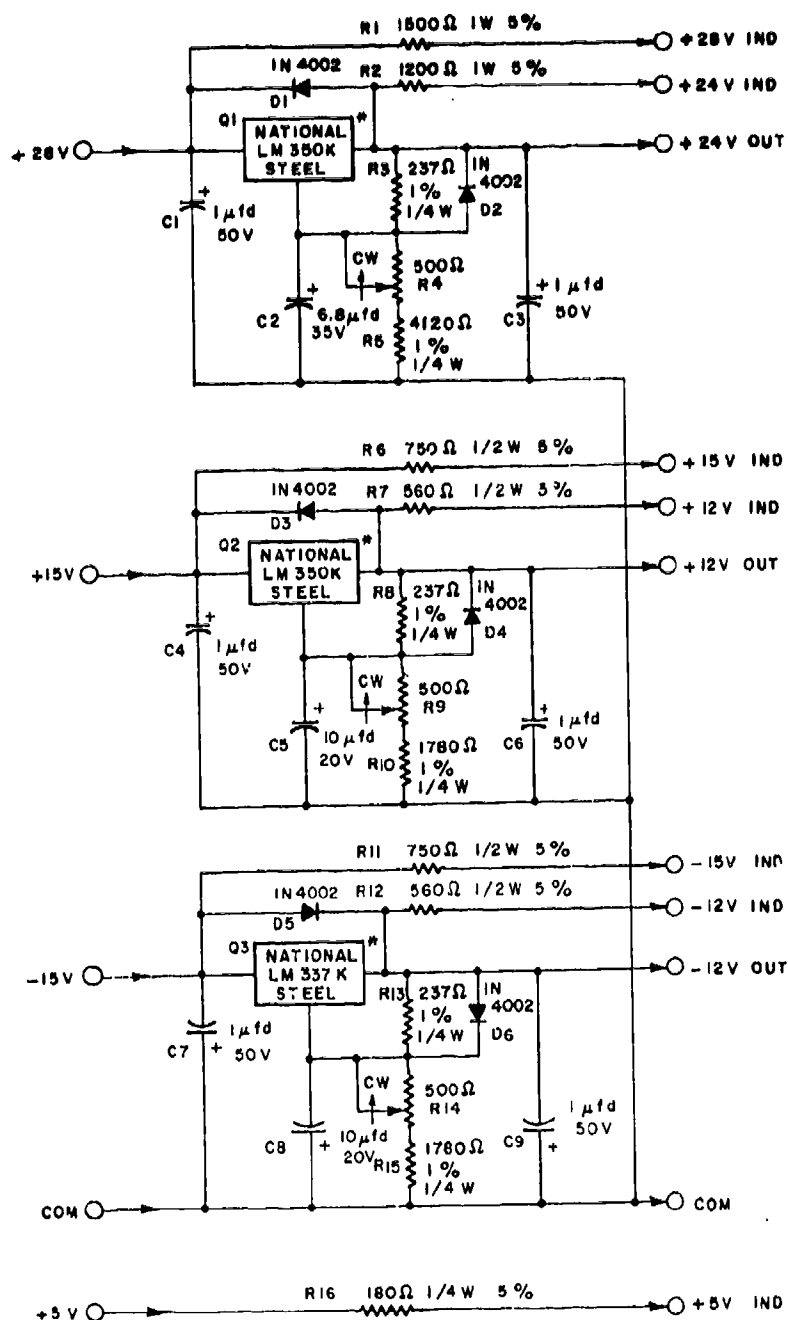 R1 1500Ω 1W 5%
+28V IND
IN 4002
R2 1200Ω 1W 5%
+24V IND
D1
Q1
NATIONAL
LM 350K
STEEL
*
+28V
+24V OUT
R3 237Ω
1%
1/4W
IN
4002
D2
C1
+
1μfd
50V
CW
500Ω
R4
C2
+
6.8μfd
35V
R5
4120Ω
1%
1/4W
C3
+1μfd
50V
R6 750Ω 1/2W 5%
+15V IND
IN4002
R7 560Ω 1/2W 5%
+12V IND
D3
Q2
NATIONAL
LM 350K
STEEL
*
+15V
+12V OUT
R8 237Ω
1%
1/4W
IN
4002
D4
C4
+
1μfd
50V
CW
500Ω
R9
C5
+
10μfd
20V
R10
1780Ω
1%
1/4W
C6
+
1μfd
50V
R11 750Ω 1/2W 5%
-15V IND
IN4002
R12 560Ω 1/2W 5%
-12V IND
D5
Q3
NATIONAL
LM 337K
STEEL
*
-15V
-12V OUT
R13 237Ω
1%
1/4W
IN
4002
D6
C7
1μfd
+ 50V
CW
500Ω
R14
C8
+
10μfd
20V
R15
1780Ω
1%
1/4W
C9
+
1μfd
50V
COM
COM
R16 180Ω 1/4W 5%
+5V
+5V IND